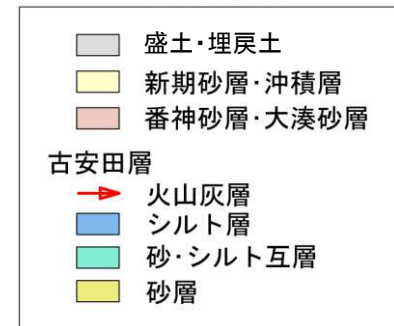 盛土・埋戻土
新期砂層・沖積層
番神砂層・大湊砂層
古安田層
火山灰層
シルト層
砂・シルト互層
砂層